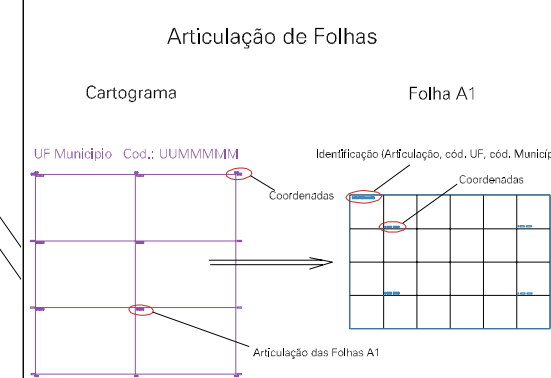 Articulação de Folhas
Cartograma
Folha A1
UF Municipio Cod.: UUMMMMM
Identificação (Articulação, cód. UF, cód. Municíp
Coordenadas
Coordenadas
Articulação das Folhas A1